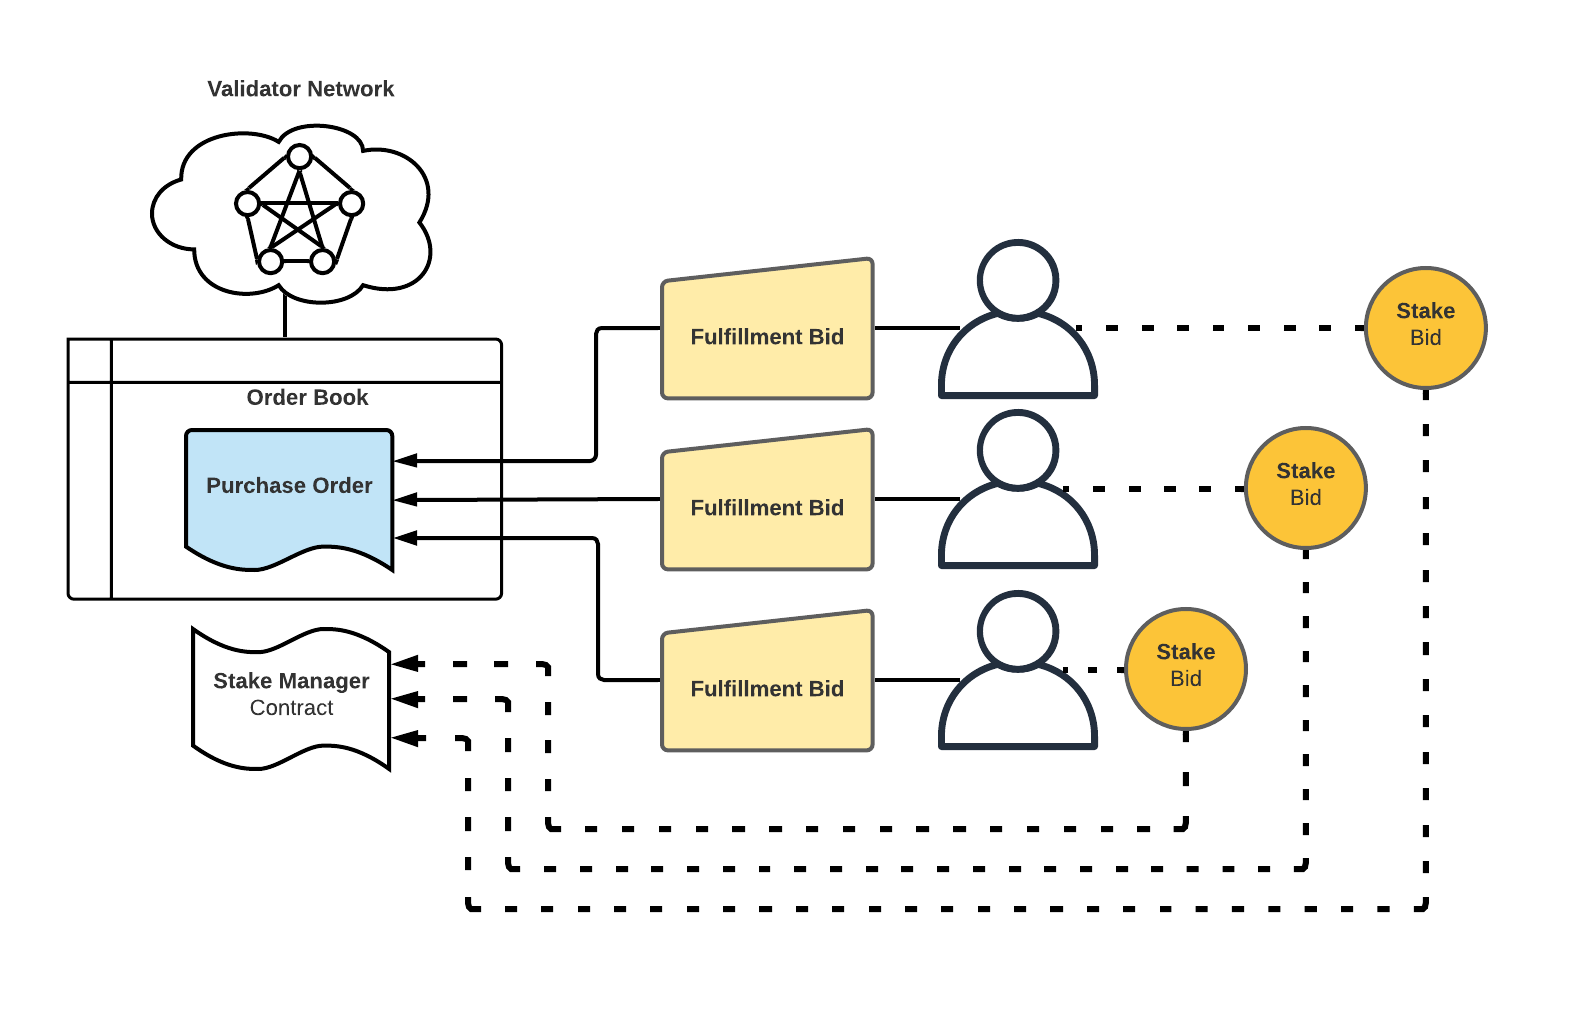 Validator Network
Order Book
Purchase Order
Stake Manager
Contract
Fulfillment Bid
Stake
Bid
Fulfillment Bid
Stake
Bid
Fulfillment Bid
Stake
Bid